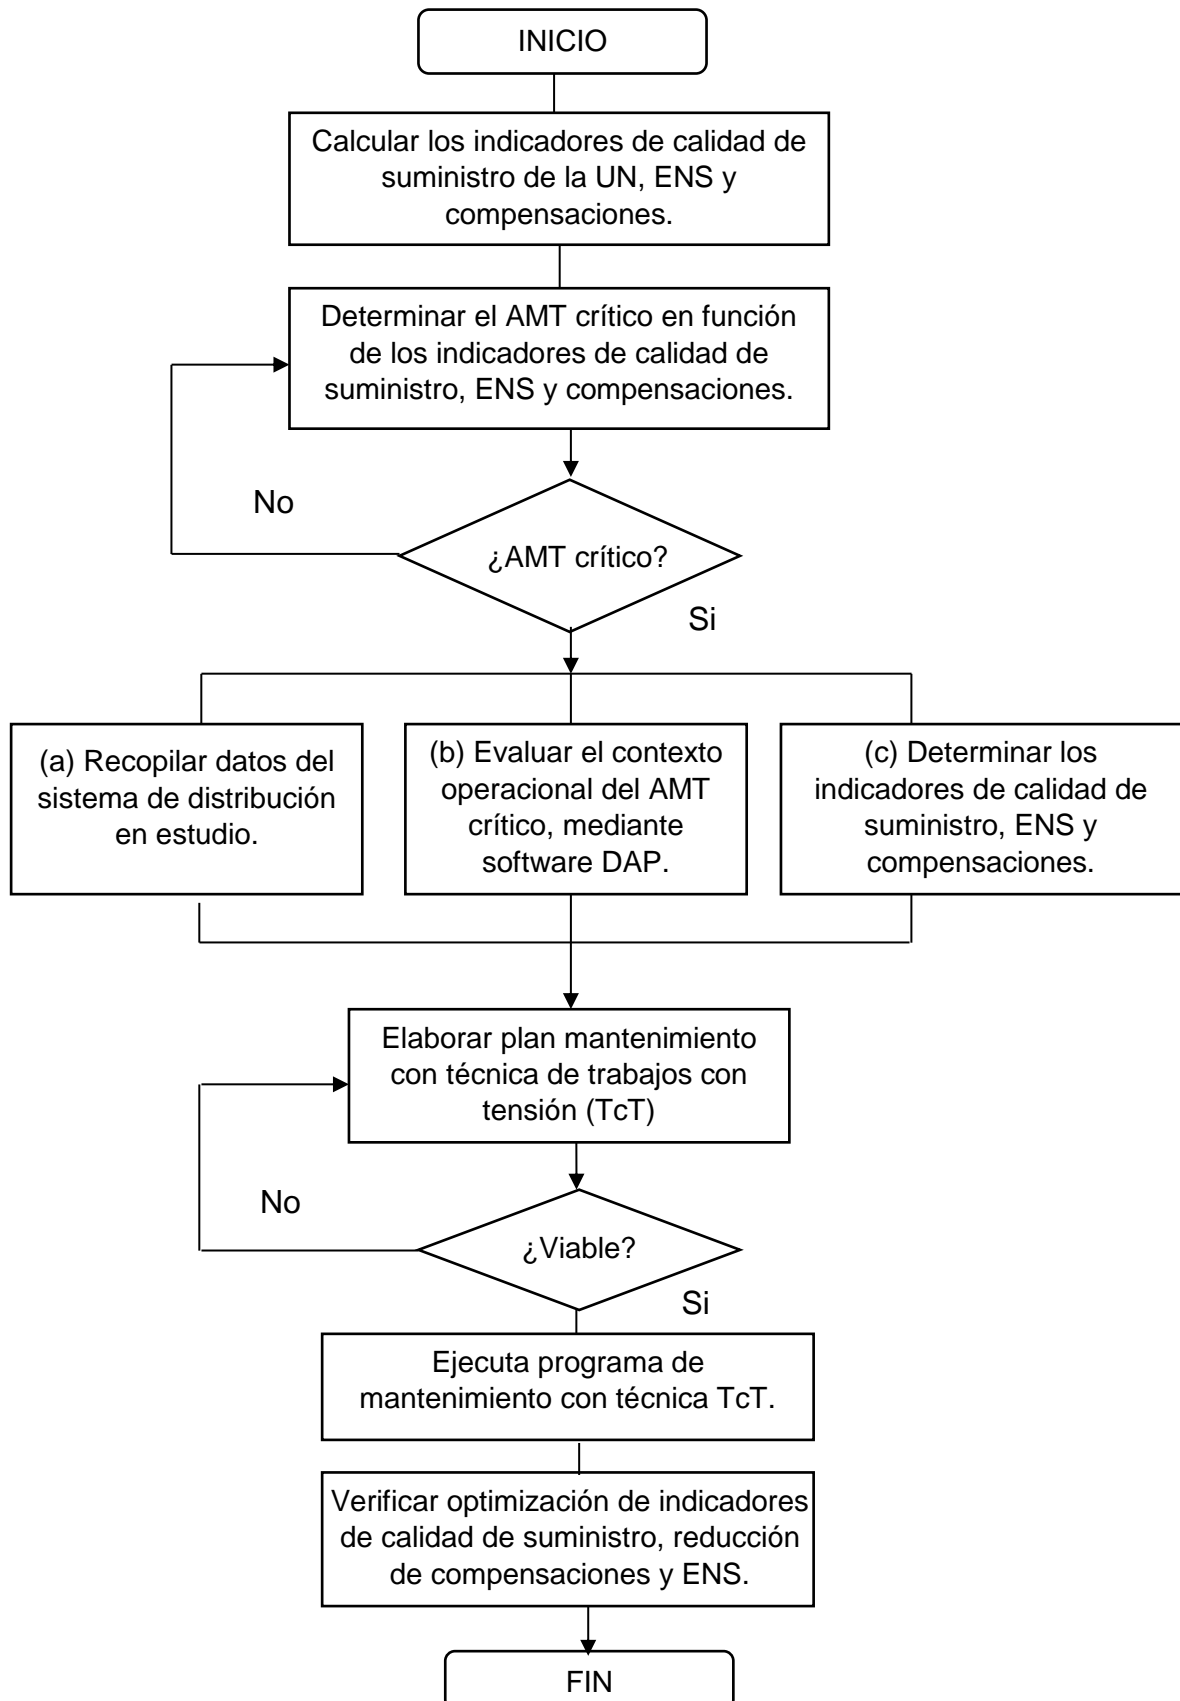 INICIO
Calcular los indicadores de calidad de
suministro de la UN, ENS y
compensaciones.
Determinar el AMT crítico en función
de los indicadores de calidad de
suministro, ENS y compensaciones.
No
¿AMT crítico?
Si
(a) Recopilar datos del
sistema de distribución
en estudio.
(b) Evaluar el contexto
operacional del AMT
crítico, mediante
software DAP.
(c) Determinar los
indicadores de calidad de
suministro, ENS y
compensaciones.
Elaborar plan mantenimiento
con técnica de trabajos con
tensión (TcT)
No
¿Viable?
Si
Ejecuta programa de
mantenimiento con técnica TcT.
Verificar optimización de indicadores
de calidad de suministro, reducción
de compensaciones y ENS.
FIN